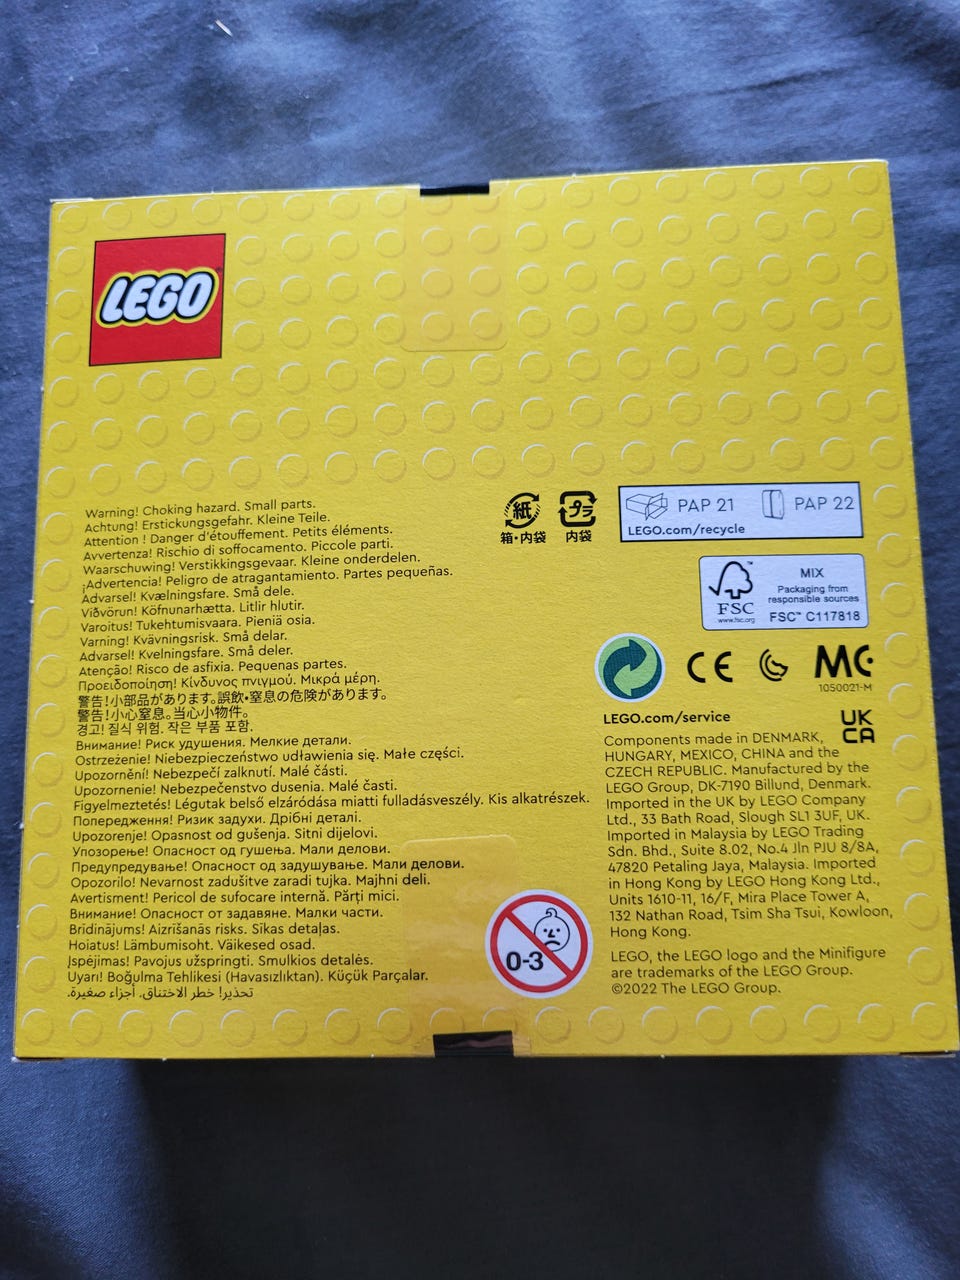 LEGO
Warning! Choking hazard. Small parts.
Achtung! Erstickungsgefahr. Kleine Teile.
Attention ! Danger d'étouffement. Petits éléments.
Avvertenza! Rischio di soffocamento. Piccole parti.
Waarschuwing! Verstikkingsgevaar. Kleine onderdelen.
¡Advertencia! Peligro de atragantamiento. Partes pequeñas.
Advarsel! Kvælningsfare. Små dele.
Viðvörun! Köfnunarhætta. Litlir hlutir.
Varoitus! Tukehtumisvaara. Pieniä osia.
Varning! Kvävningsrisk. Små delar.
Advarsel! Kvelningsfare. Små deler.
Atenção! Risco de asfixia. Pequenas partes.
Προειδοποίηση! Κίνδυνος πνιγμού. Μικρά μέρη.
警告!小部品があります。誤飲・窒息の危険があります。
警告!小心窒息。当心小物件。
경고! 질식 위험. 작은 부품 포함.
Внимание! Риск удушения. Мелкие детали.
Ostrzeżenie! Niebezpieczeństwo udławienia się. Małe części.
Upozornění! Nebezpečí zalknutí. Malé části.
Upozornenie! Nebezpečenstvo dusenia. Malé časti.
Figyelmeztetés! Légutak belső elzáródása miatti fulladásveszély. Kis alkatrészek.
Попередження! Ризик задухи. Дрібні деталі.
Upozorenje! Opasnost od gušenja. Sitni dijelovi.
Упозорење! Опасност од гушења. Мали делови.
Предупредување! Опасност од задушување. Мали делови.
Opozorilo! Nevarnost zadušitve zaradi tujka. Majhni deli.
Avertisment! Pericol de sufocare internă. Părți mici.
Внимание! Опасност от задавяне. Малки части.
Brīdinājums! Aizrīšanās risks. Sīkas detaļas.
Hoiatus! Lämbumisoht. Väikesed osad.
Įspėjimas! Pavojus užspringti. Smulkios detalės.
Uyarı! Boğulma Tehlikesi (Havasızlıktan). Küçük Parçalar.
تحذير! خطر الاختناق. أجزاء صغيرة.
紙
箱・内袋
プラ
内袋
PAP 21
PAP 22
LEGO.com/recycle
FSC™
www.fsc.org
MIX
Packaging from
responsible sources
FSC™ C117818
CE
MC
1050021-M
UK
CA
LEGO.com/service
Components made in DENMARK,
HUNGARY, MEXICO, CHINA and the
CZECH REPUBLIC. Manufactured by the
LEGO Group, DK-7190 Billund, Denmark.
Imported in the UK by LEGO Company
Ltd., 33 Bath Road, Slough SL1 3UF, UK.
Imported in Malaysia by LEGO Trading
Sdn. Bhd., Suite 8.02, No.4 Jln PJU 8/8A,
47820 Petaling Jaya, Malaysia. Imported
in Hong Kong by LEGO Hong Kong Ltd.,
Units 1610-11, 16/F, Mira Place Tower A,
132 Nathan Road, Tsim Sha Tsui, Kowloon,
Hong Kong.
LEGO, the LEGO logo and the Minifigure
are trademarks of the LEGO Group.
©2022 The LEGO Group.
0-3